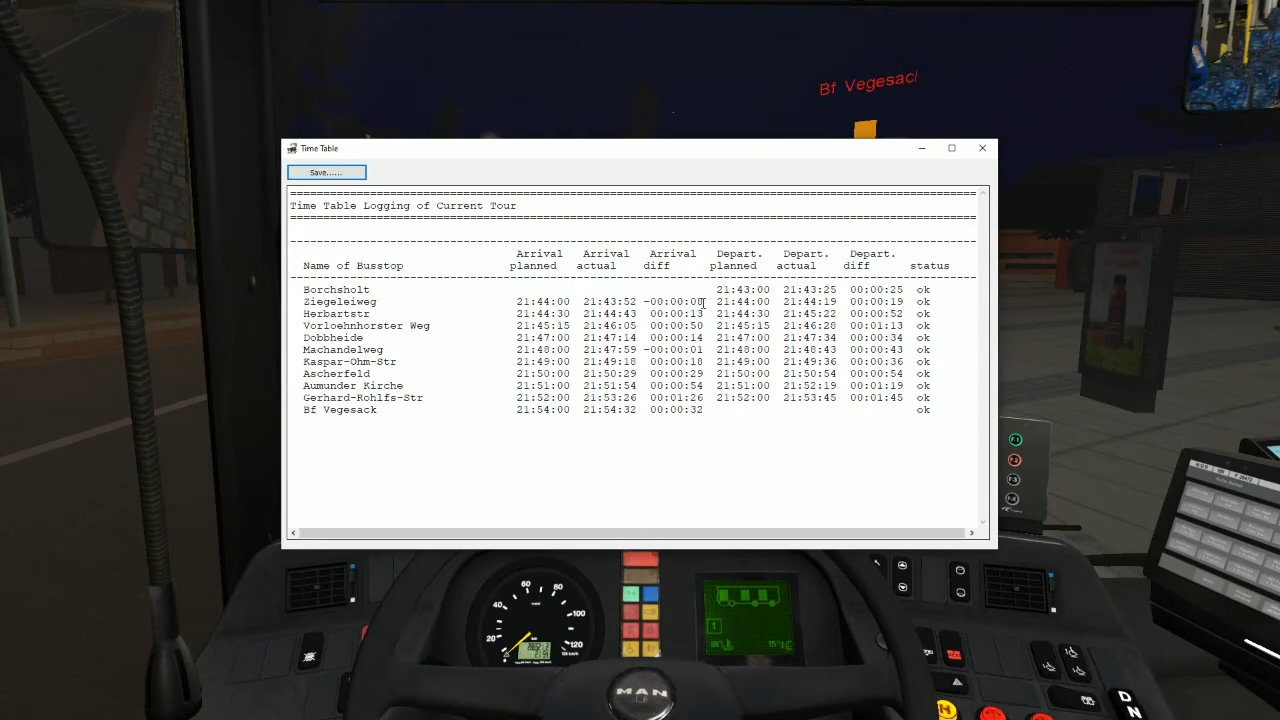 Bf Vegesack
Time Table
Save......
Time Table Logging of Current Tour
Arrival Arrival Arrival Depart. Depart. Depart.
Name of Busstop planned actual diff planned actual diff status
Borchsholt 21:43:00 21:43:25 00:00:25 ok
Ziegeleiweg 21:44:00 21:43:52 -00:00:08 21:44:00 21:44:19 00:00:19 ok
Herbartstr 21:44:30 21:44:43 00:00:13 21:44:30 21:45:22 00:00:52 ok
Vorloehnhorster Weg 21:45:15 21:46:05 00:00:50 21:45:15 21:46:28 00:01:13 ok
Dobbheide 21:47:00 21:47:14 00:00:14 21:47:00 21:47:34 00:00:34 ok
Machandelweg 21:48:00 21:47:59 -00:00:01 21:48:00 21:48:43 00:00:43 ok
Kaspar-Ohm-Str 21:49:00 21:49:18 00:00:18 21:49:00 21:49:36 00:00:36 ok
Ascherfeld 21:50:00 21:50:29 00:00:29 21:50:00 21:50:54 00:00:54 ok
Aumunder Kirche 21:51:00 21:51:54 00:00:54 21:51:00 21:52:19 00:01:19 ok
Gerhard-Rohlfs-Str 21:52:00 21:53:26 00:01:26 21:52:00 21:53:45 00:01:45 ok
Bf Vegesack 21:54:00 21:54:32 00:00:32 ok
F-1
F-2
F-3
F-4
20 40 60 80 100 120
1
MAN
D
N
H